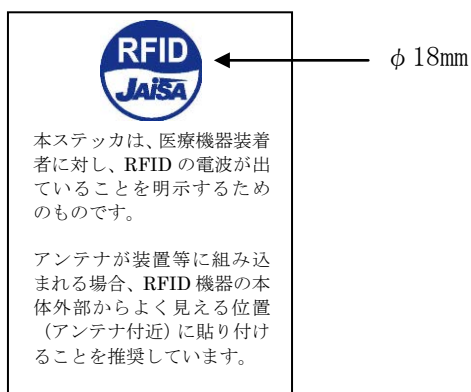 RFID
JAISA
φ18mm
本ステッカは、医療機器装着
者に対し、RFID の電波が出
ていることを明示するため
のものです。
アンテナが装置等に組み込
まれる場合、RFID 機器の本
体外部からよく見える位置
（アンテナ付近）に貼り付け
ることを推奨しています。